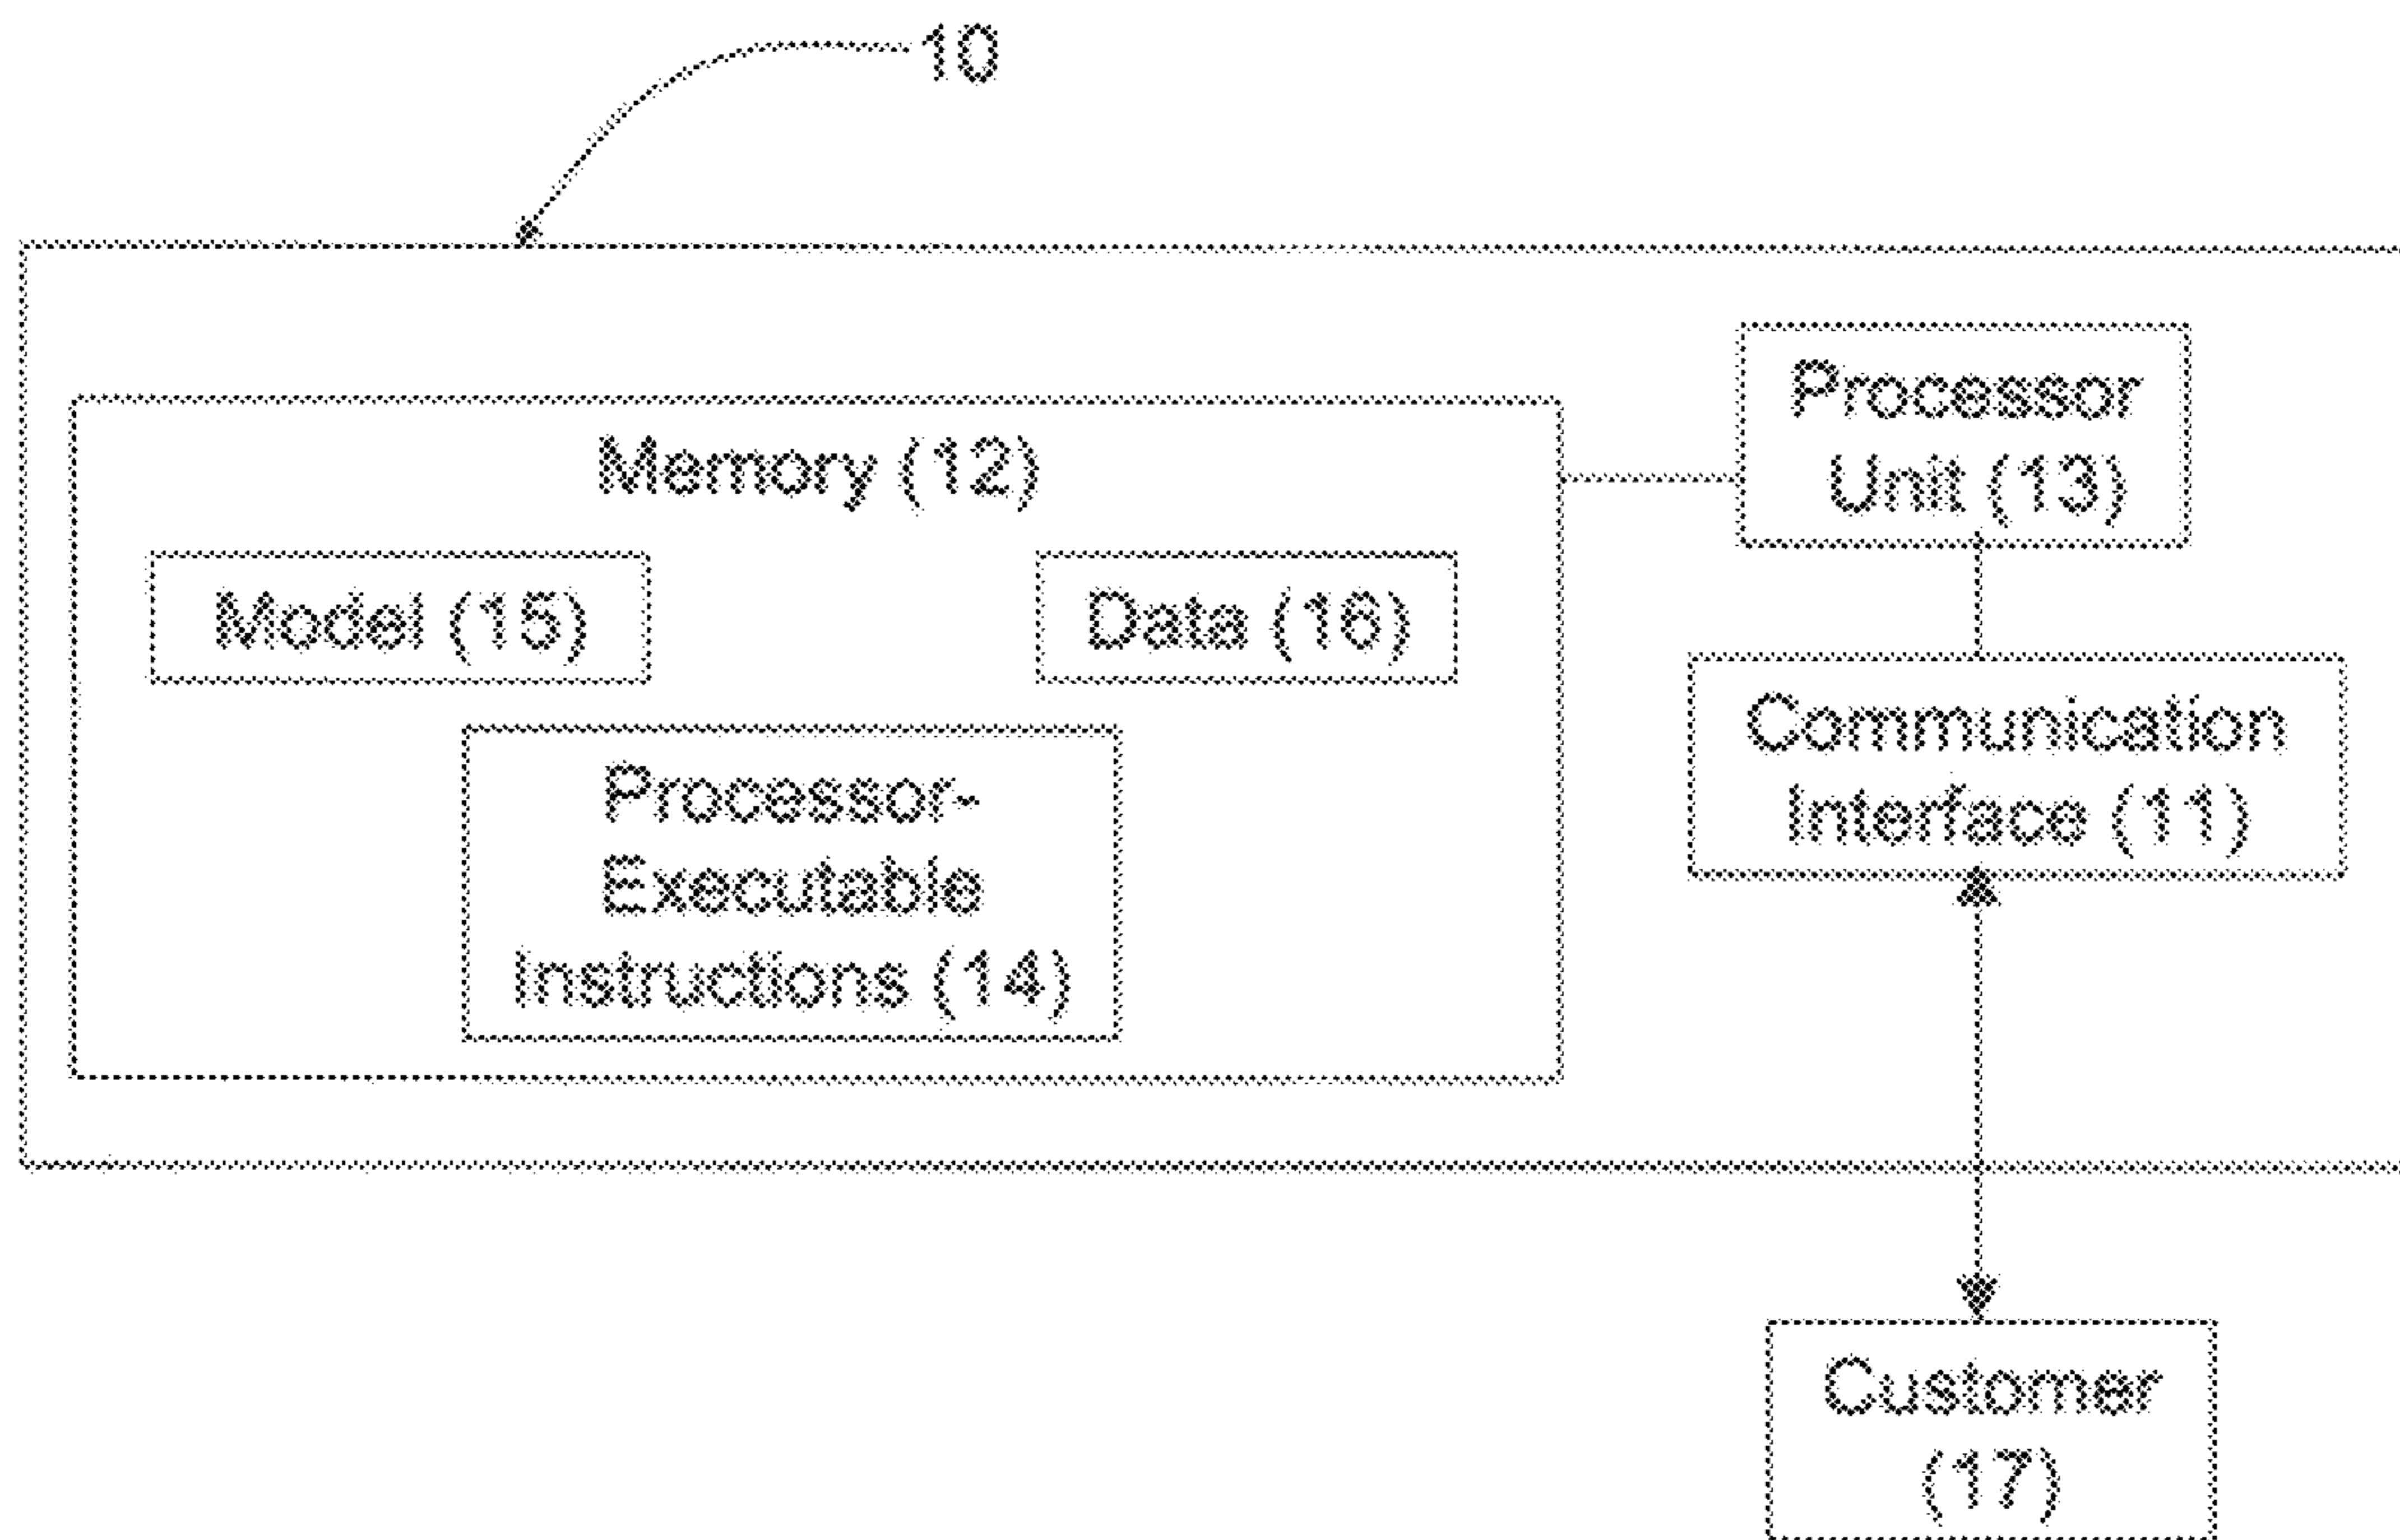 10
Memory (12)
Model (15)
Data (16)
Processor-
Executable
Instructions (14)
Processor
Unit (13)
Communication
Interface (11)
Customer
(17)